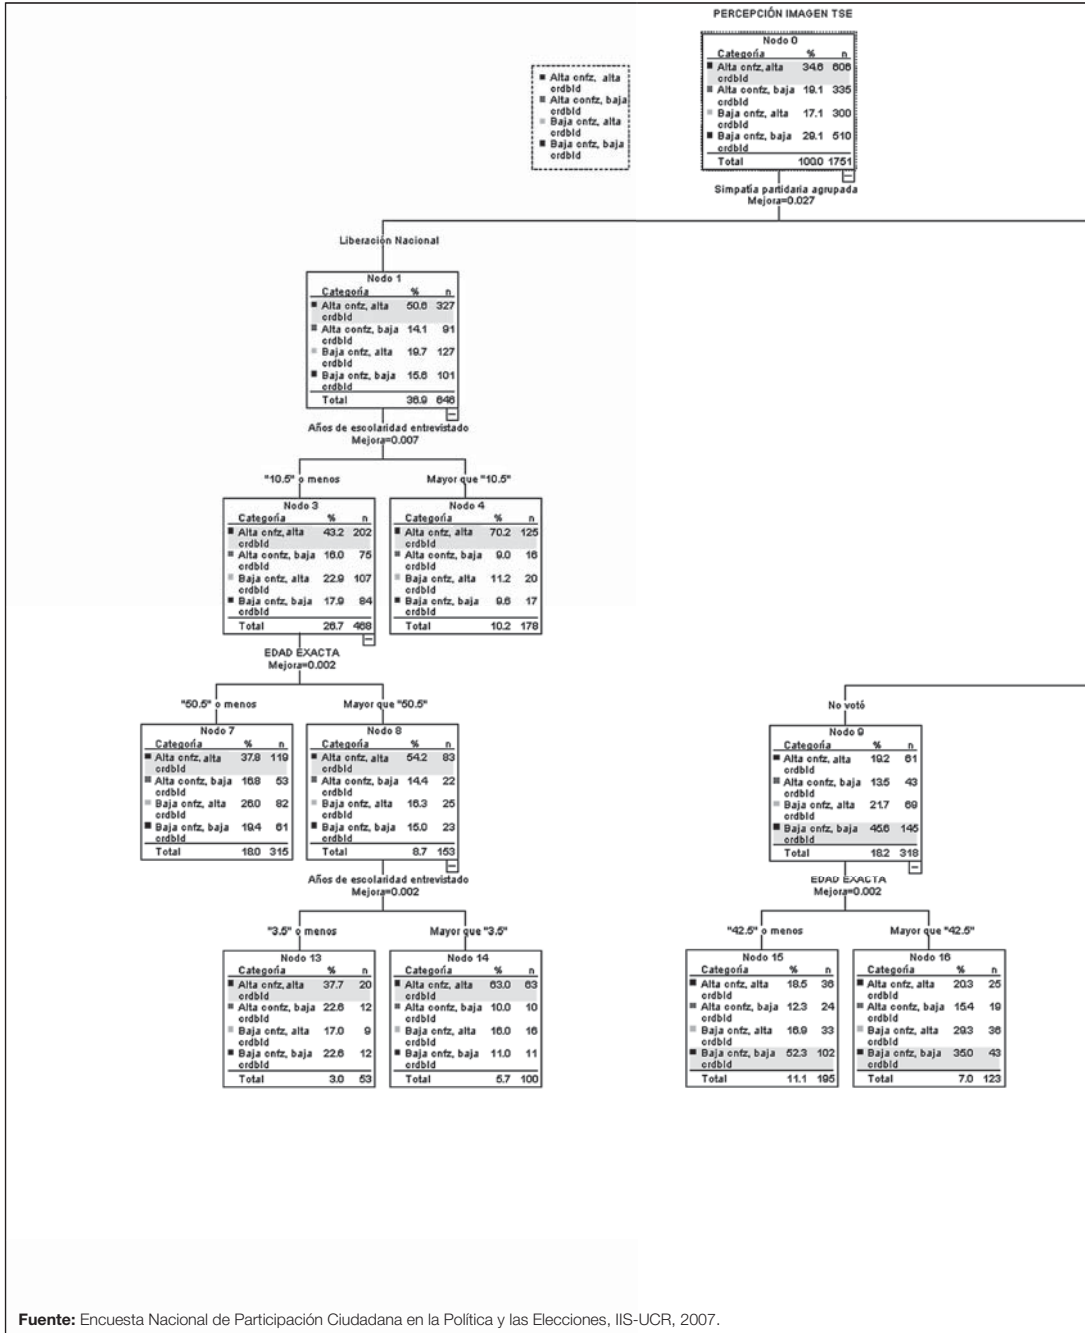 PERCEPCIÓN IMAGEN TSE
Alta cnfz, alta
crdbld
Alta confz, baja
crdbld
Baja cnfz, alta
crdbld
Baja cnfz, baja
crdbld
Nodo 0
Categoría % n
Alta cnfz, alta 34.6 606
crdbld
Alta confz, baja 19.1 335
crdbld
Baja cnfz, alta 17.1 300
crdbld
Baja cnfz, baja 29.1 510
crdbld
Total 100.0 1751
Simpatía partidaria agrupada
Mejora=0.027
Liberación Nacional
Nodo 1
Categoría % n
Alta cnfz, alta 50.6 327
crdbld
Alta confz, baja 14.1 91
crdbld
Baja cnfz, alta 19.7 127
crdbld
Baja cnfz, baja 15.6 101
crdbld
Total 36.9 646
Años de escolaridad entrevistado
Mejora=0.007
"10.5" o menos
Mayor que "10.5"
Nodo 3
Categoría % n
Alta cnfz, alta 43.2 202
crdbld
Alta confz, baja 16.0 75
crdbld
Baja cnfz, alta 22.9 107
crdbld
Baja cnfz, baja 17.9 84
crdbld
Total 26.7 468
Nodo 4
Categoría % n
Alta cnfz, alta 70.2 125
crdbld
Alta confz, baja 9.0 16
crdbld
Baja cnfz, alta 11.2 20
crdbld
Baja cnfz, baja 9.6 17
crdbld
Total 10.2 178
EDAD EXACTA
Mejora=0.002
"50.5" o menos
Mayor que "50.5"
No votó
Nodo 7
Categoría % n
Alta cnfz, alta 37.8 119
crdbld
Alta confz, baja 16.8 53
crdbld
Baja cnfz, alta 26.0 82
crdbld
Baja cnfz, baja 19.4 61
crdbld
Total 18.0 315
Nodo 8
Categoría % n
Alta cnfz, alta 54.2 83
crdbld
Alta confz, baja 14.4 22
crdbld
Baja cnfz, alta 16.3 25
crdbld
Baja cnfz, baja 15.0 23
crdbld
Total 8.7 153
Nodo 9
Categoría % n
Alta cnfz, alta 19.2 61
crdbld
Alta confz, baja 13.5 43
crdbld
Baja cnfz, alta 21.7 69
crdbld
Baja cnfz, baja 45.6 145
crdbld
Total 18.2 318
Años de escolaridad entrevistado
Mejora=0.002
EDAD EXACTA
Mejora=0.002
"3.5" o menos
Mayor que "3.5"
"42.5" o menos
Mayor que "42.5"
Nodo 13
Categoría % n
Alta cnfz, alta 37.7 20
crdbld
Alta confz, baja 22.6 12
crdbld
Baja cnfz, alta 17.0 9
crdbld
Baja cnfz, baja 22.6 12
crdbld
Total 3.0 53
Nodo 14
Categoría % n
Alta cnfz, alta 63.0 63
crdbld
Alta confz, baja 10.0 10
crdbld
Baja cnfz, alta 16.0 16
crdbld
Baja cnfz, baja 11.0 11
crdbld
Total 5.7 100
Nodo 15
Categoría % n
Alta cnfz, alta 18.5 36
crdbld
Alta confz, baja 12.3 24
crdbld
Baja cnfz, alta 16.9 33
crdbld
Baja cnfz, baja 52.3 102
crdbld
Total 11.1 195
Nodo 16
Categoría % n
Alta cnfz, alta 20.3 25
crdbld
Alta confz, baja 15.4 19
crdbld
Baja cnfz, alta 29.3 36
crdbld
Baja cnfz, baja 35.0 43
crdbld
Total 7.0 123
Fuente: Encuesta Nacional de Participación Ciudadana en la Política y las Elecciones, IIS-UCR, 2007.